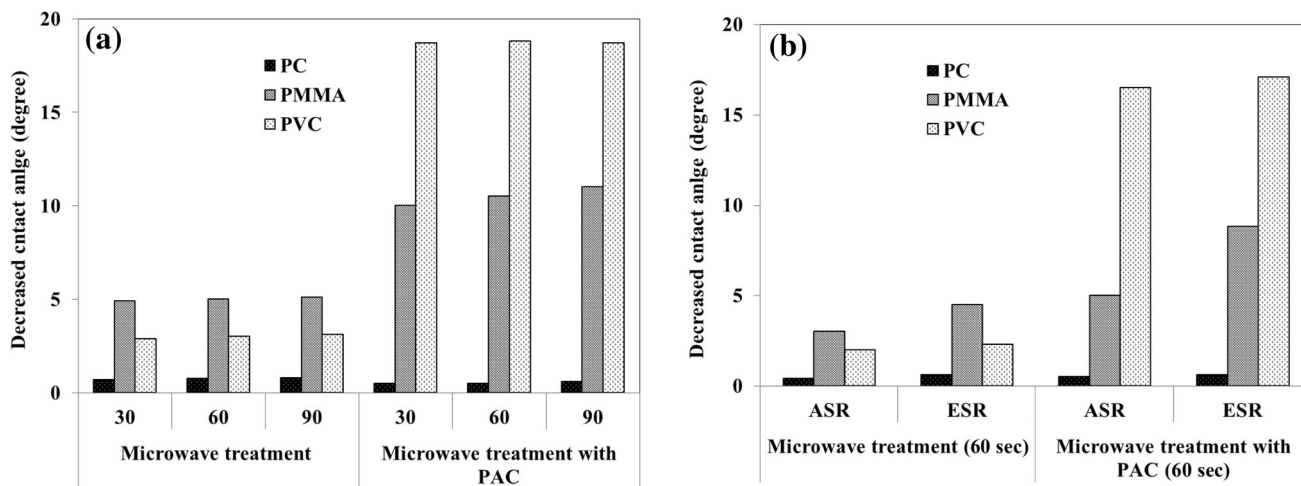 (a)
Decreased cntact anlge (degree)
20
15
10
5
0
PC
PMMA
PVC
30 60 90 30 60 90
Microwave treatment Microwave treatment with
PAC
(b)
Decreased cntact anlge (degree)
20
15
10
5
0
PC
PMMA
PVC
ASR ESR ASR ESR
Microwave treatment (60 sec) Microwave treatment with
PAC (60 sec)